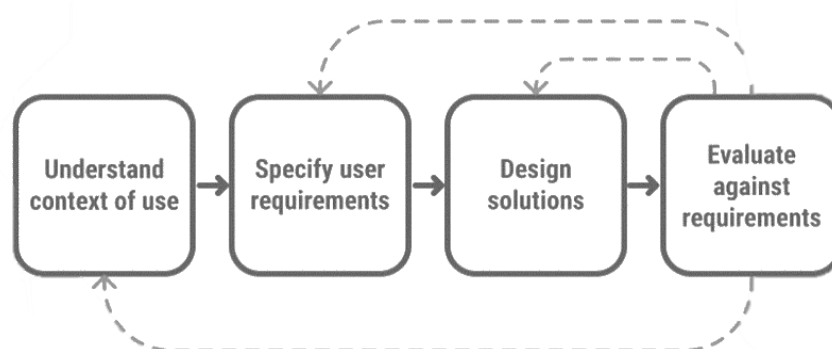 Understand
context of use
Specify user
requirements
Design
solutions
Evaluate
against
requirements